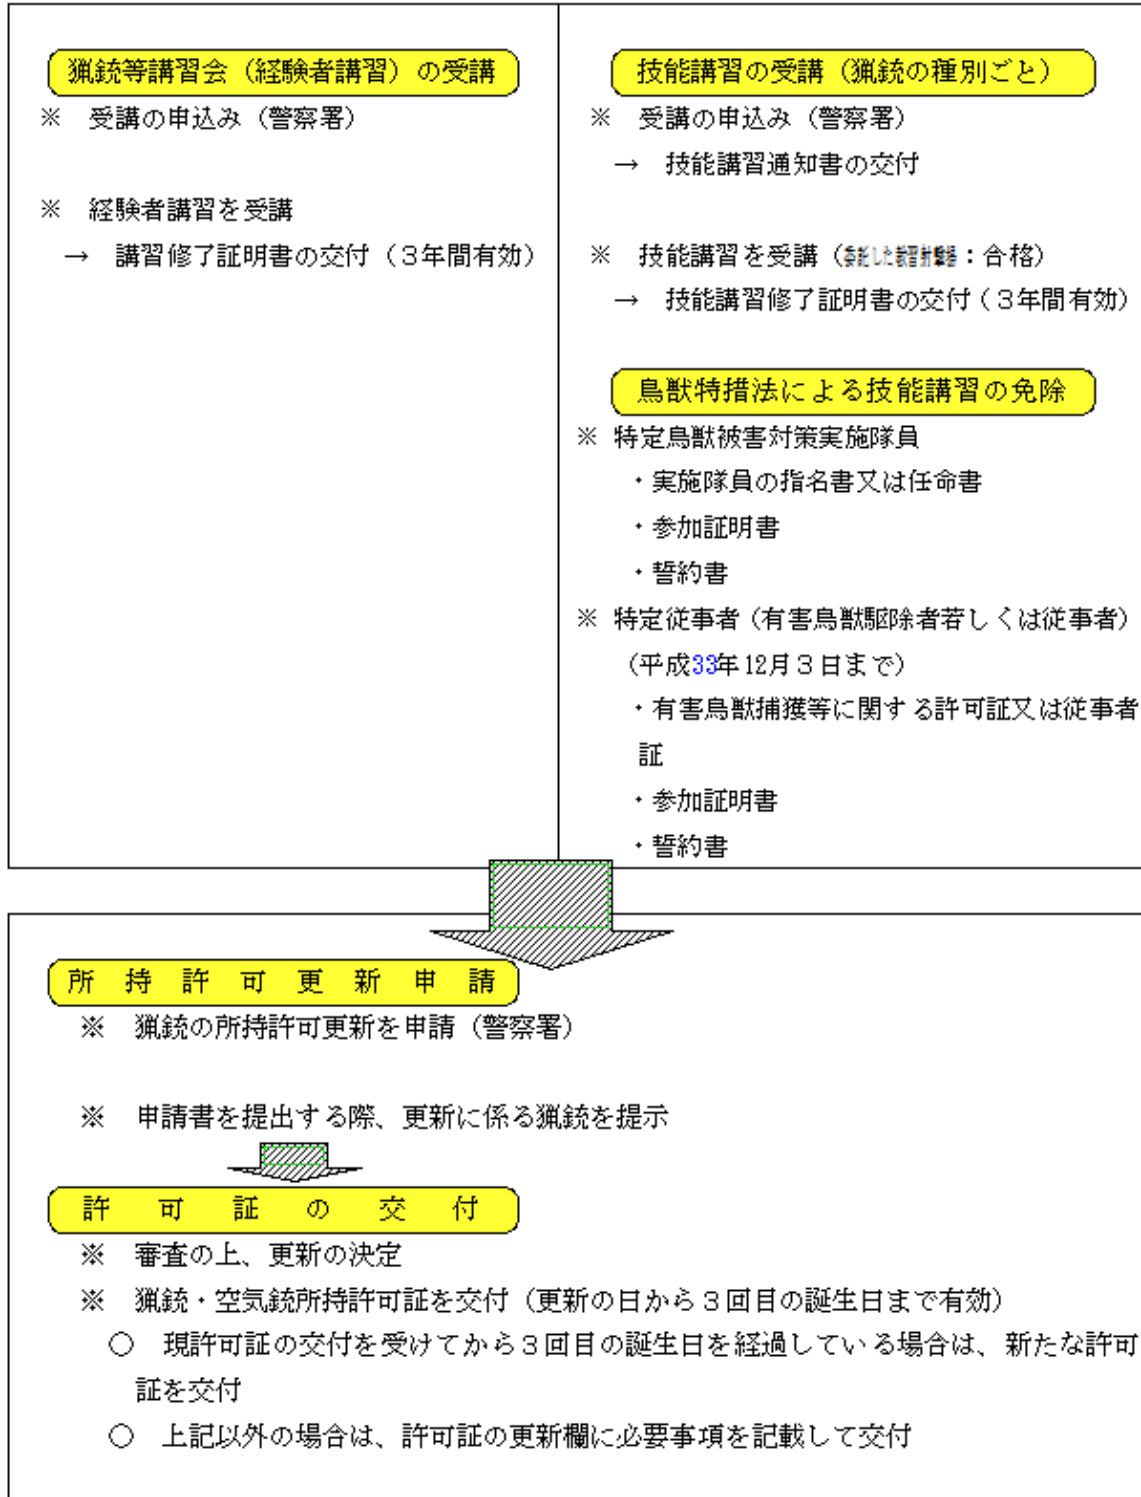 猟銃等講習会（経験者講習）の受講
※　受講の申込み（警察署）
※　経験者講習を受講
→　講習修了証明書の交付（３年間有効）
技能講習の受講（猟銃の種別ごと）
※　受講の申込み（警察署）
→　技能講習通知書の交付
※　技能講習を受講（委託した教習射撃場：合格）
→　技能講習修了証明書の交付（３年間有効）
鳥獣特措法による技能講習の免除
※ 特定鳥獣被害対策実施隊員
・実施隊員の指名書又は任命書
・参加証明書
・誓約書
※ 特定従事者（有害鳥獣駆除者若しくは従事者）
（平成33年12月３日まで）
・有害鳥獣捕獲等に関する許可証又は従事者
証
・参加証明書
・誓約書
所持許可更新申請
※　猟銃の所持許可更新を申請（警察署）
※　申請書を提出する際、更新に係る猟銃を提示
許可証の交付
※　審査の上、更新の決定
※　猟銃・空気銃所持許可証を交付（更新の日から３回目の誕生日まで有効）
○　現許可証の交付を受けてから３回目の誕生日を経過している場合は、新たな許可
証を交付
○　上記以外の場合は、許可証の更新欄に必要事項を記載して交付